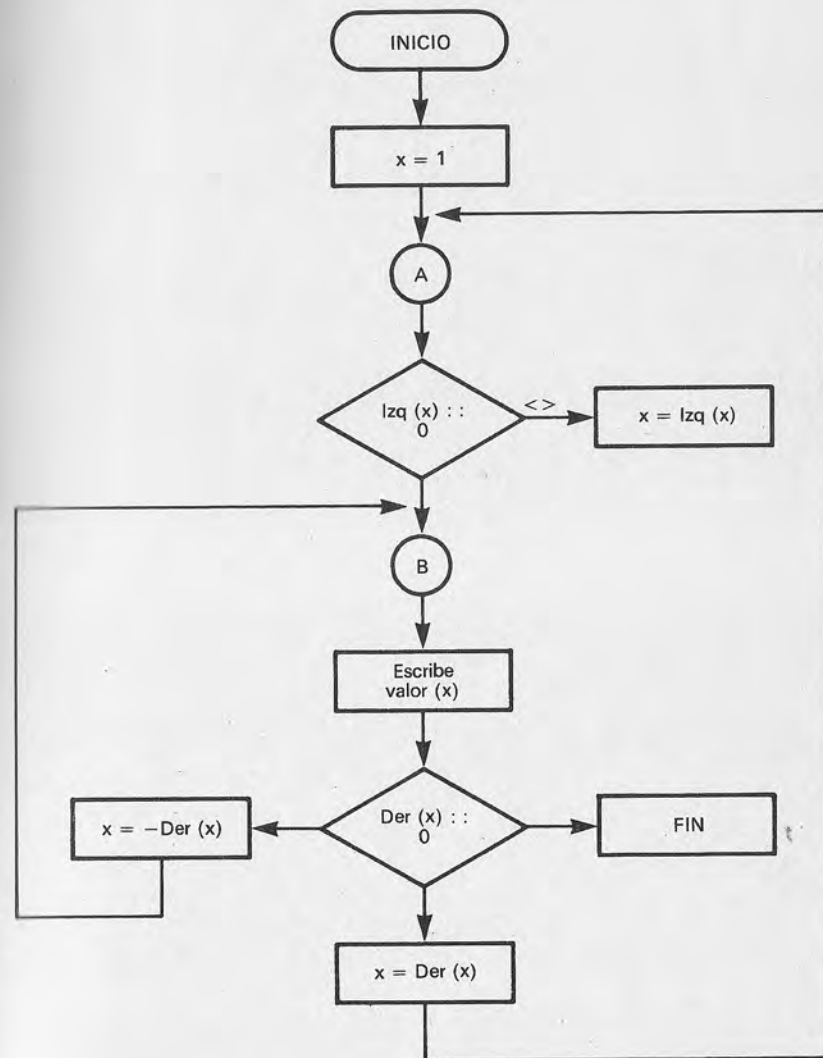 INICIO
x = 1
A
Izq (x) : :
0
< >
x = Izq (x)
B
Escribe
valor (x)
x = −Der (x)
Der (x) : :
0
FIN
x = Der (x)